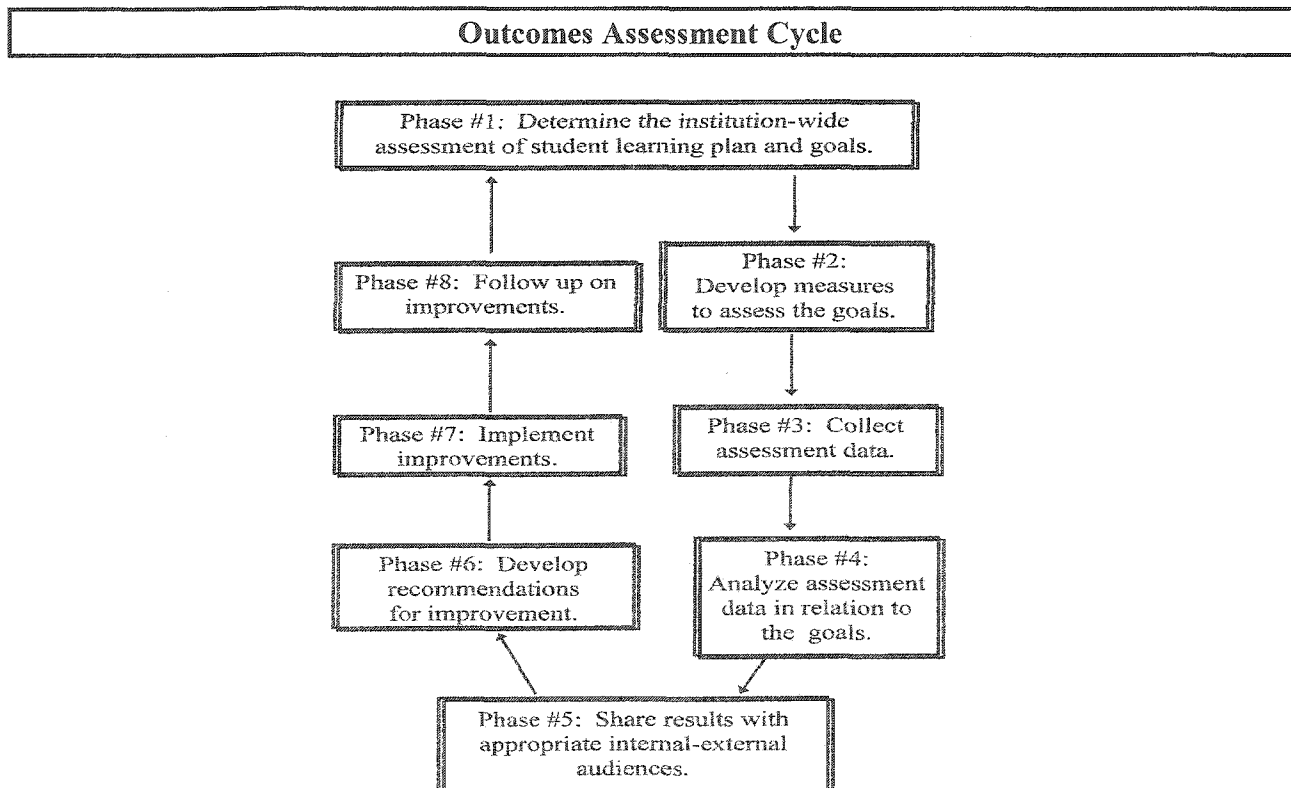 Outcomes Assessment Cycle
Phase #1: Determine the institution-wide
assessment of student learning plan and goals.
Phase #2:
Develop measures
to assess the goals.
Phase #3: Collect
assessment data.
Phase #4:
Analyze assessment
data in relation to
the goals.
Phase #5: Share results with
appropriate internal-external
audiences.
Phase #6: Develop
recommendations
for improvement.
Phase #7: Implement
improvements.
Phase #8: Follow up on
improvements.